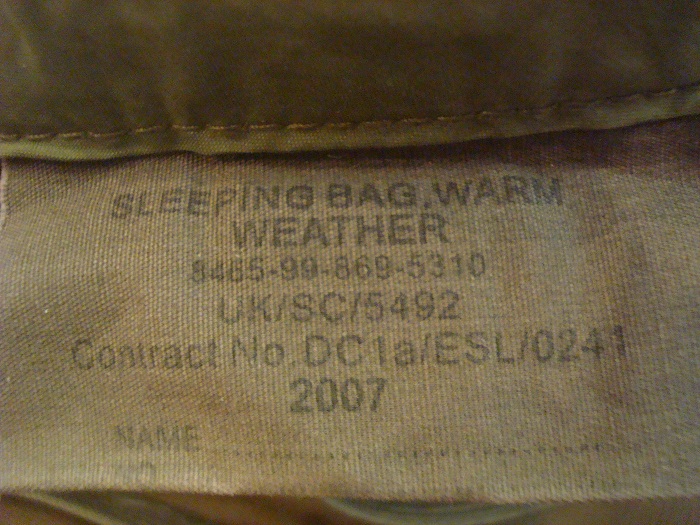 SLEEPING BAG, WARM
WEATHER
8465-99-869-5310
UK/SC/5492
Contract No. DC1a/ESL/0241
2007
NAME ..............................